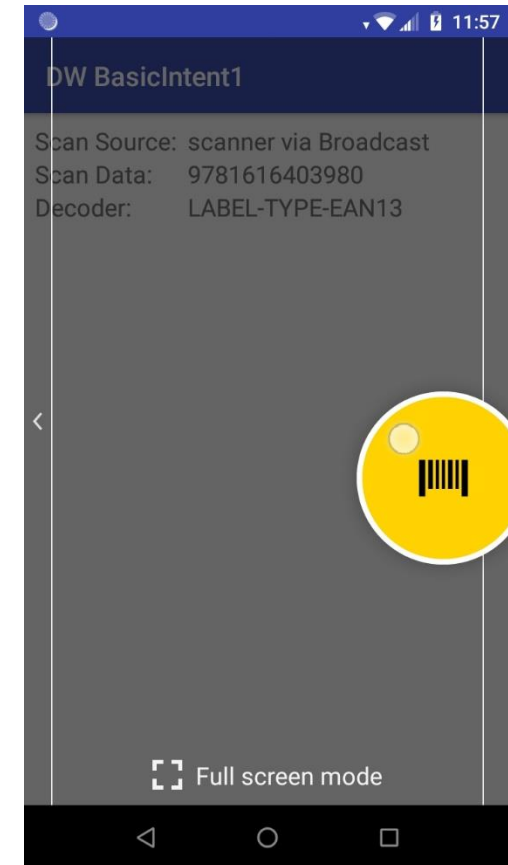 11:57
DW BasicIntent1
Scan Source: scanner via Broadcast
Scan Data: 9781616403980
Decoder: LABEL-TYPE-EAN13
Full screen mode